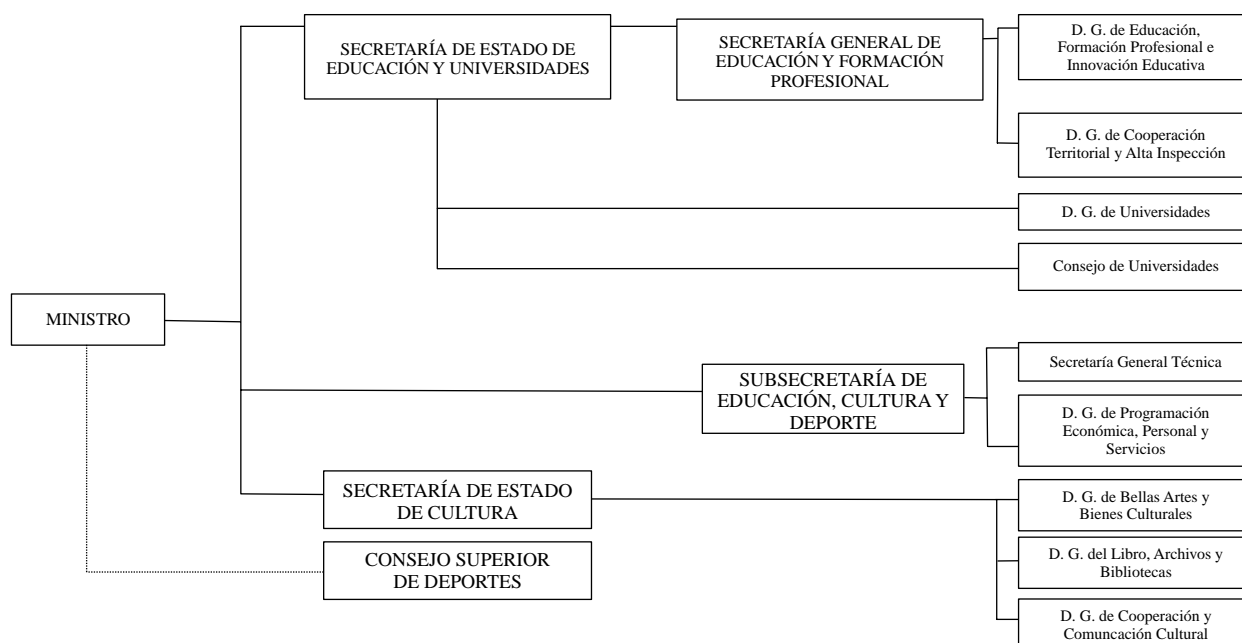 SECRETARÍA DE ESTADO DE
EDUCACIÓN Y UNIVERSIDADES
SECRETARÍA GENERAL DE
EDUCACIÓN Y FORMACIÓN
PROFESIONAL
D. G. de Educación,
Formación Profesional e
Innovación Educativa
D. G. de Cooperación
Territorial y Alta Inspección
D. G. de Universidades
Consejo de Universidades
MINISTRO
SUBSECRETARÍA DE
EDUCACIÓN, CULTURA Y
DEPORTE
Secretaría General Técnica
D. G. de Programación
Económica, Personal y
Servicios
SECRETARÍA DE ESTADO
DE CULTURA
D. G. de Bellas Artes y
Bienes Culturales
D. G. del Libro, Archivos y
Bibliotecas
D. G. de Cooperación y
Comuncación Cultural
CONSEJO SUPERIOR
DE DEPORTES